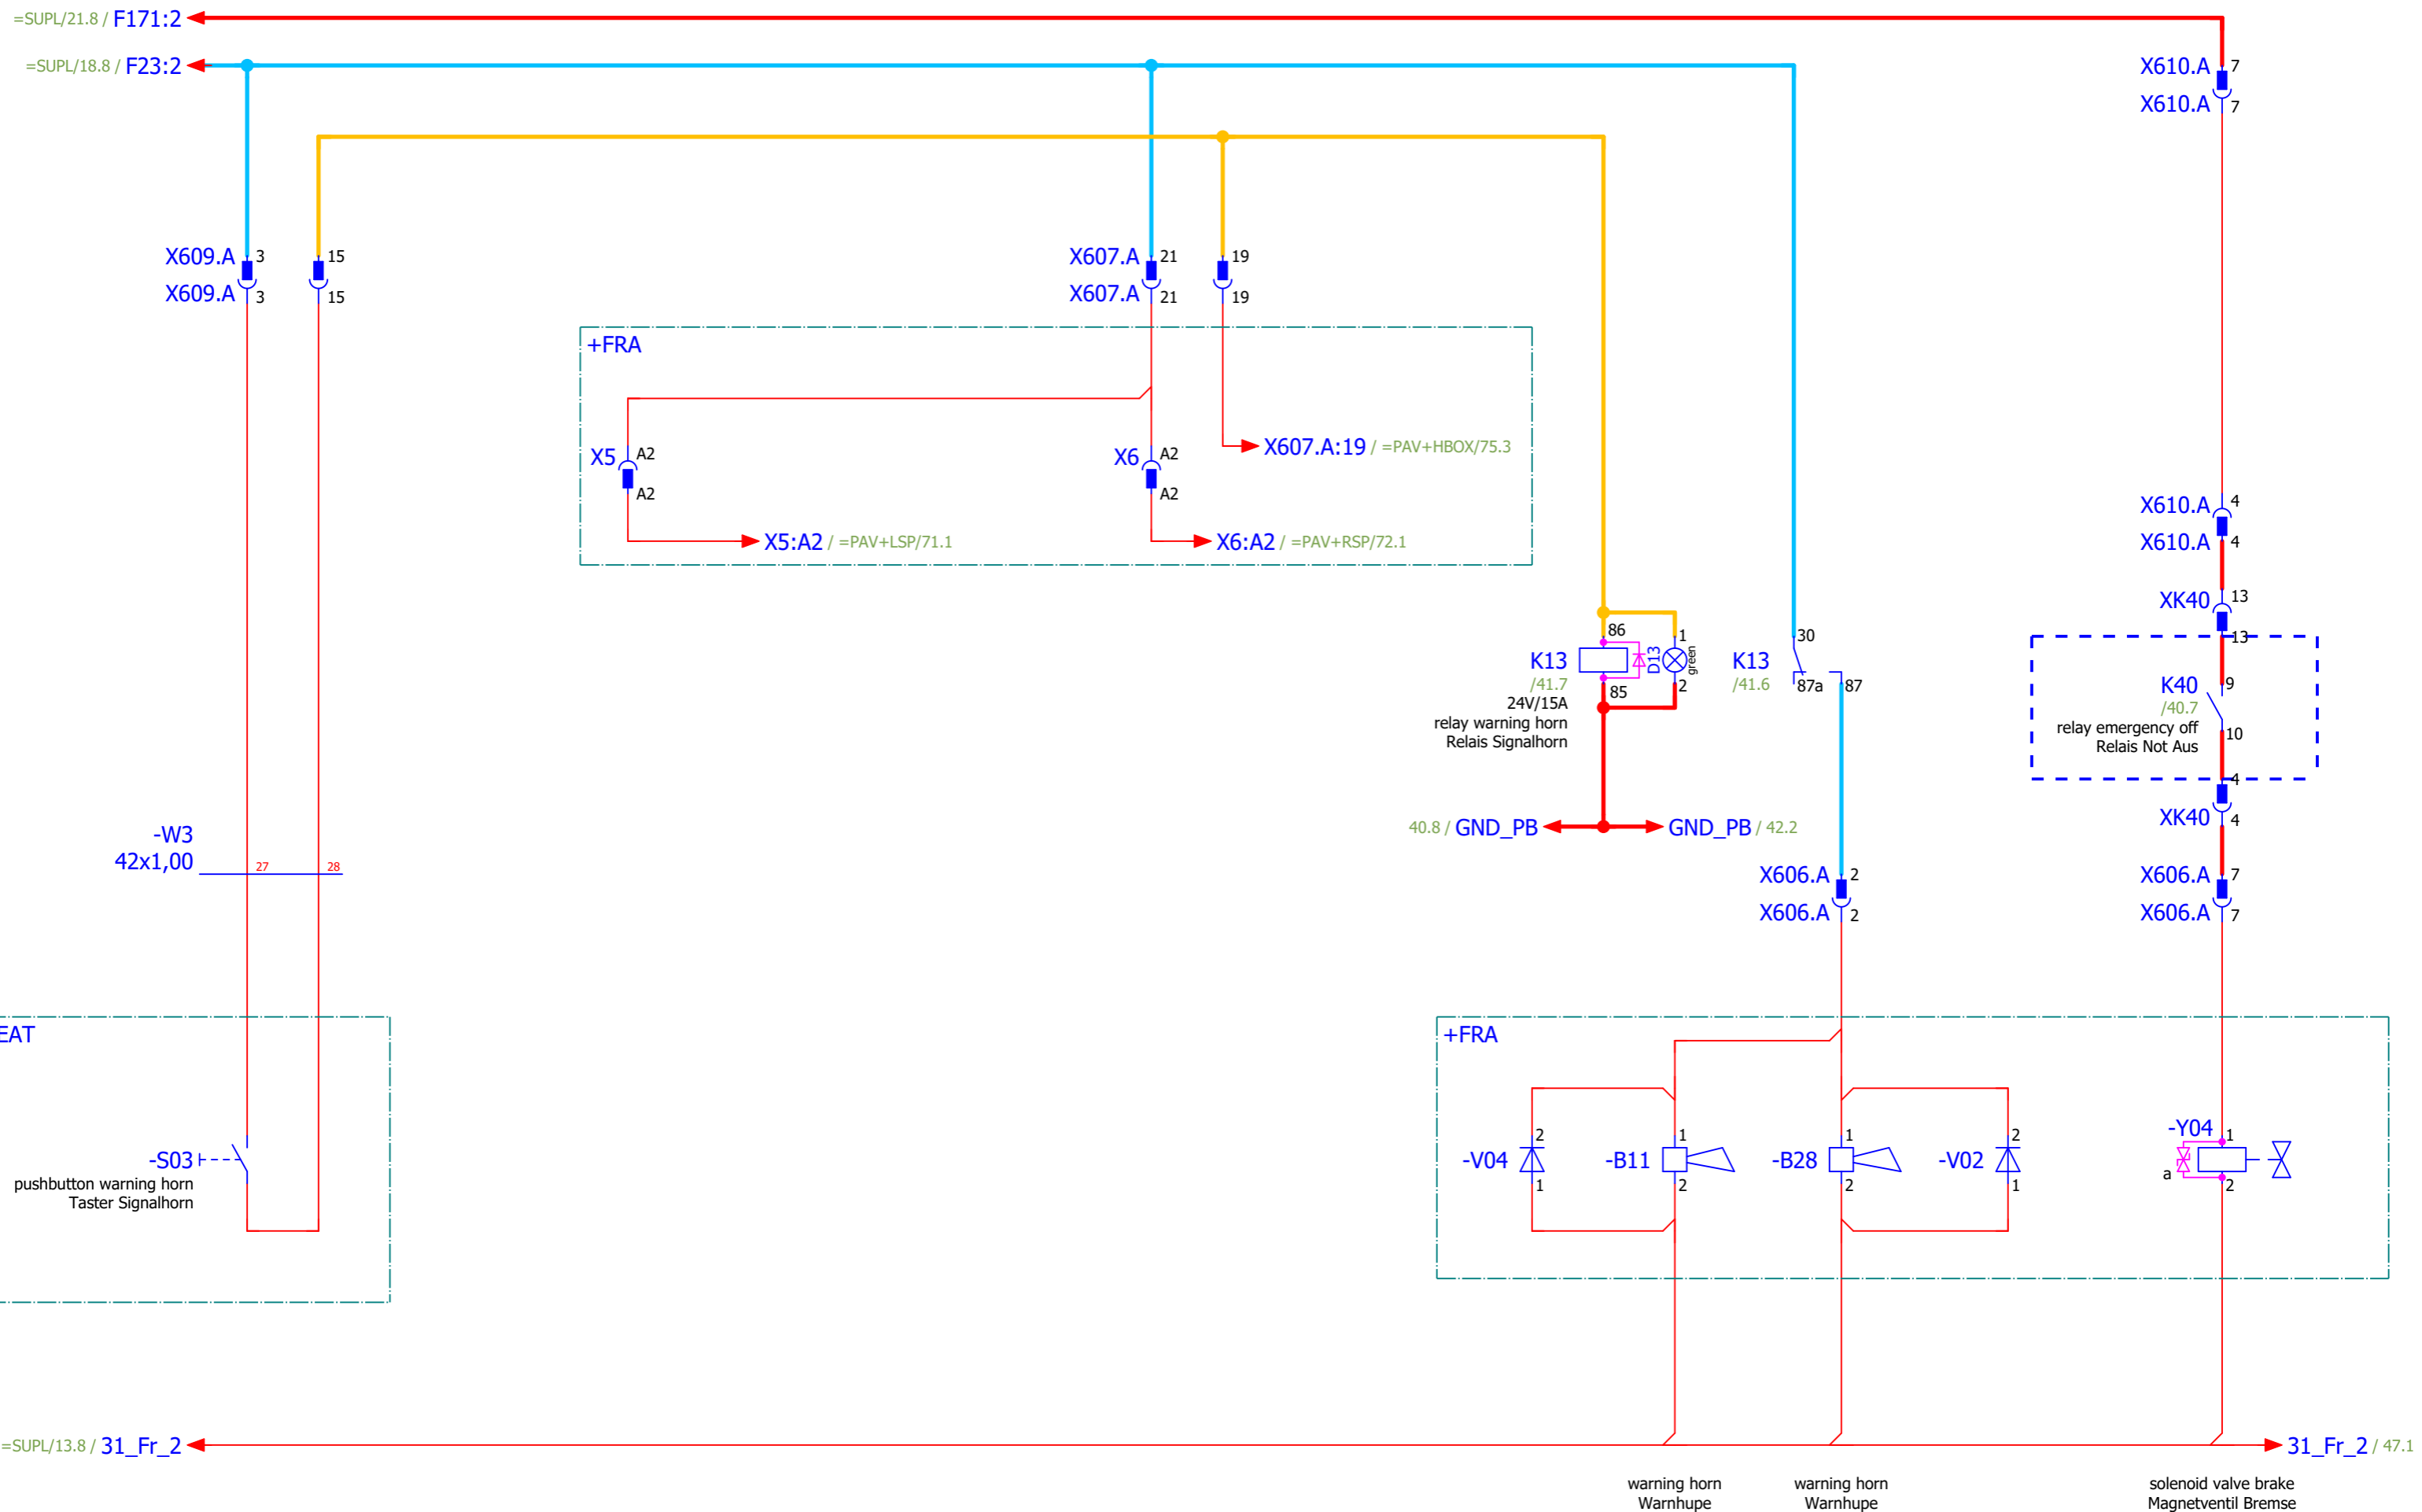 =SUPL/21.8 / F171:2
=SUPL/18.8 / F23:2
X610.A 7
X610.A 7
X609.A 3 15
X609.A 3 15
X607.A 21 19
X607.A 21 19
+FRA
X5 A2
A2
X6 A2
A2
X607.A:19 / =PAV+HBOX/75.3
X5:A2 / =PAV+LSP/71.1
X6:A2 / =PAV+RSP/72.1
X610.A 4
X610.A 4
XK40 13
13
86
K13
/41.7
24V/15A
relay warning horn
Relais Signalhorn
85
D13
1
green
2
30
K13
/41.6
87a 87
K40 9
/40.7
relay emergency off
Relais Not Aus
10
4
XK40 4
40.8 / GND_PB
GND_PB / 42.2
-W3
42x1,00
27 28
X606.A 2
X606.A 2
X606.A 7
X606.A 7
EAT
+FRA
-S03
pushbutton warning horn
Taster Signalhorn
2
-V04
1
1
-B11
2
1
-B28
2
2
-V02
1
-Y04 1
a
2
=SUPL/13.8 / 31_Fr_2
31_Fr_2 / 47.1
warning horn
Warnhupe
warning horn
Warnhupe
solenoid valve brake
Magnetventil Bremse